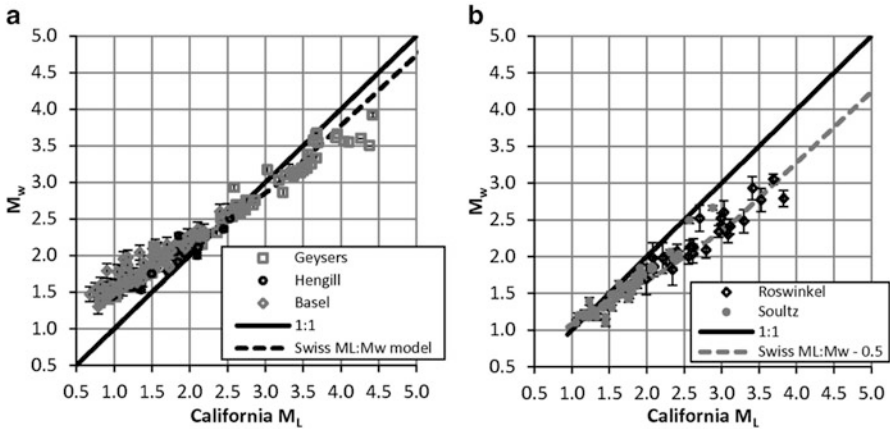 a
5.0
4.5
4.0
3.5
3.0
2.5
2.0
1.5
1.0
0.5
Mw
Geysers
Hengill
Basel
1:1
Swiss ML:Mw model
0.5 1.0 1.5 2.0 2.5 3.0 3.5 4.0 4.5 5.0
California ML
b
5.0
4.5
4.0
3.5
3.0
2.5
2.0
1.5
1.0
0.5
Roswinkel
Soultz
1:1
Swiss ML:Mw - 0.5
0.5 1.0 1.5 2.0 2.5 3.0 3.5 4.0 4.5 5.0
California ML